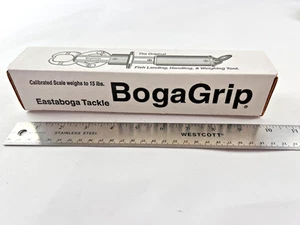 The Original
Fish Landing, Handling, & Weighing Tool.
Calibrated Scale weighs to 15 lbs.
Eastaboga Tackle
BogaGrip
®
STAINLESS STEEL
WESTCOTT®